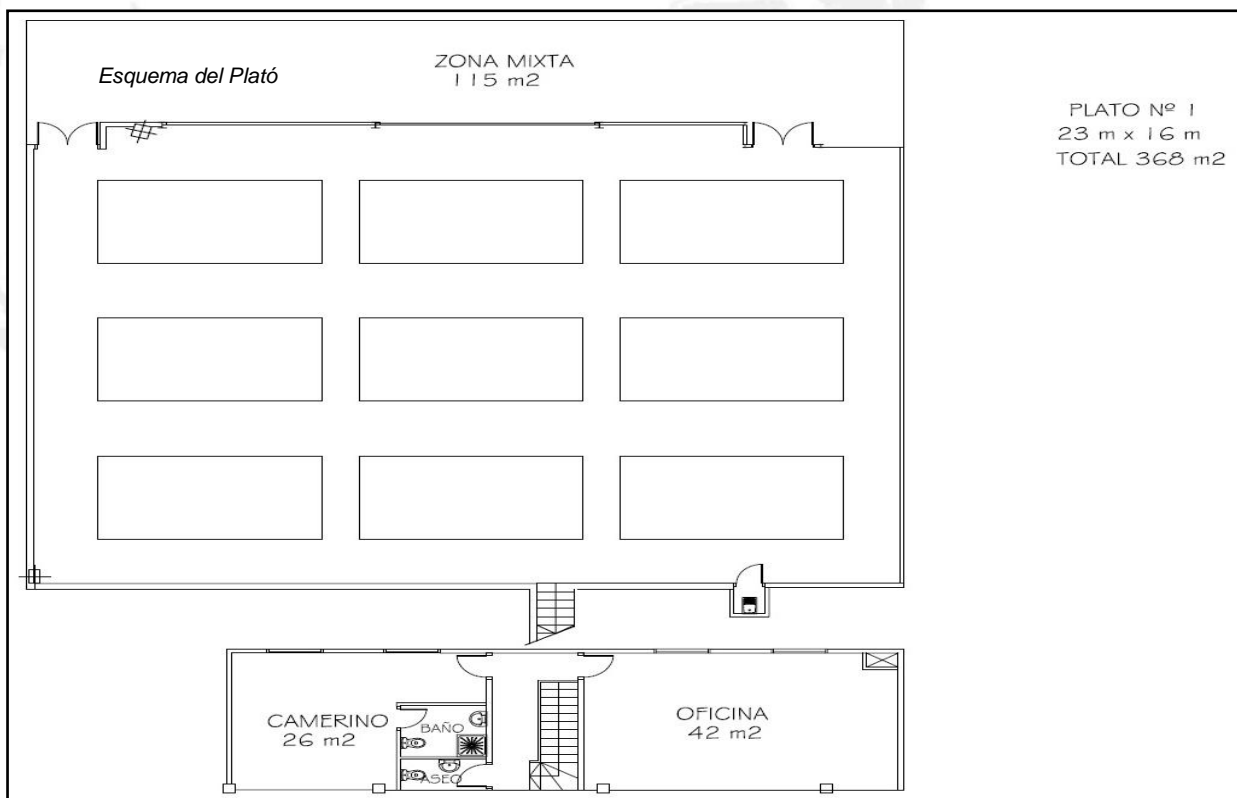 Esquema del Plató
ZONA MIXTA
115 m2
PLATO Nº 1
23 m x 16 m
TOTAL 368 m2
CAMERINO
26 m2
BAÑO
ASEO
OFICINA
42 m2